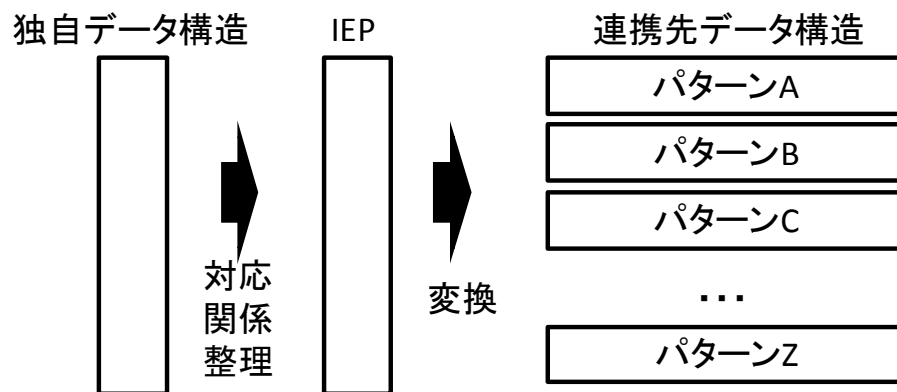 独自データ構造
IEP
連携先データ構造
パターンA
パターンB
パターンC
対応
関係
整理
変換
・・・
パターンZ